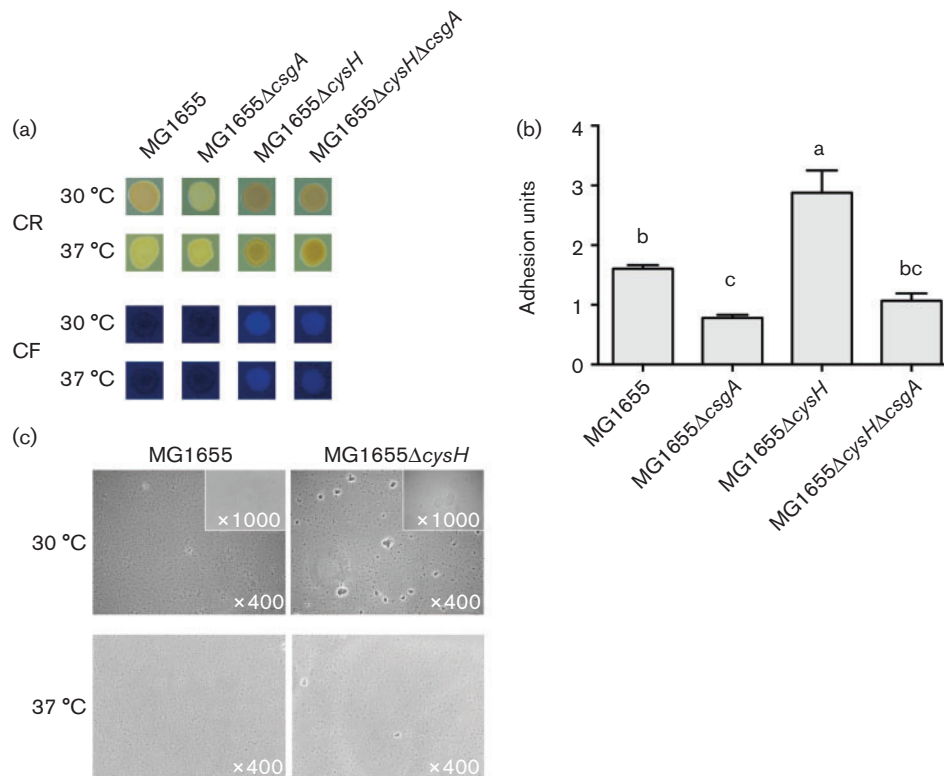 (a)
MG1655
MG1655ΔcsgA
MG1655ΔcysH
MG1655ΔcysHΔcsgA
CR
30 °C
37 °C
CF
30 °C
37 °C
(b)
Adhesion units
4
3
2
1
0
b
c
a
bc
MG1655
MG1655ΔcsgA
MG1655ΔcysH
MG1655ΔcysHΔcsgA
(c)
MG1655
MG1655ΔcysH
30 °C
×1000
×400
×1000
×400
37 °C
×400
×400